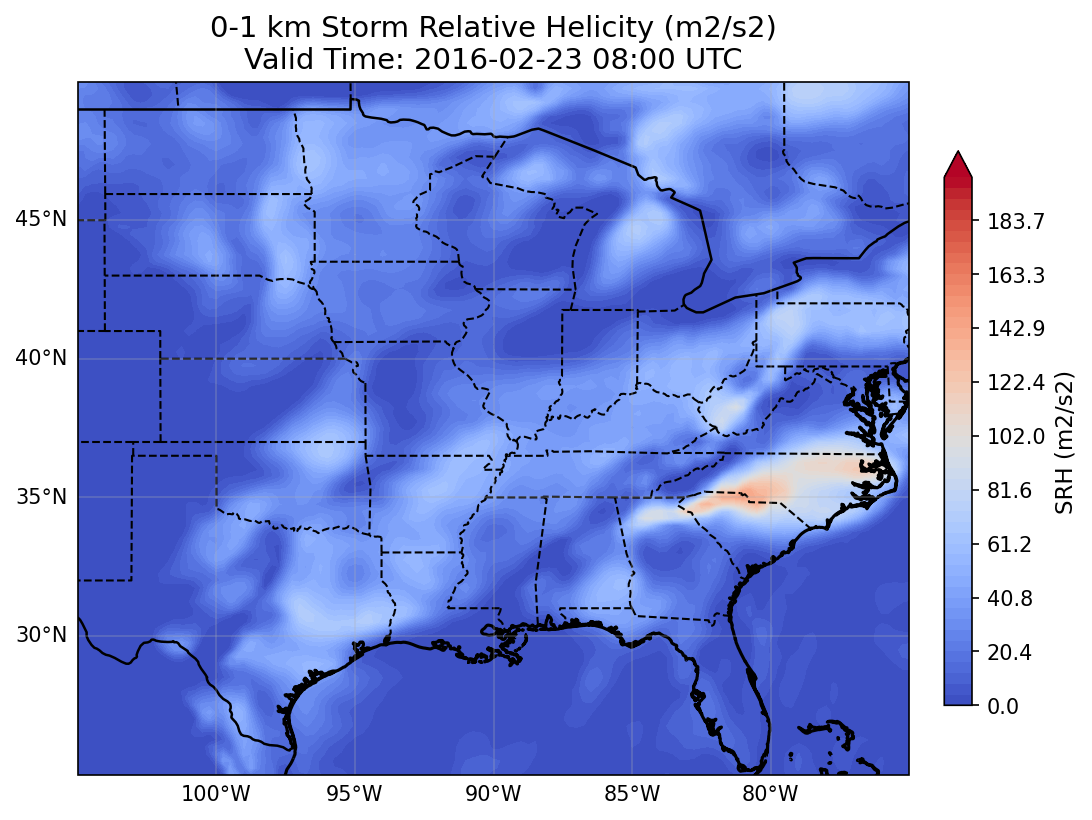 0-1 km Storm Relative Helicity (m2/s2)
Valid Time: 2016-02-23 08:00 UTC
45°N
40°N
35°N
30°N
100°W
95°W
90°W
85°W
80°W
183.7
163.3
142.9
122.4
102.0
81.6
61.2
40.8
20.4
0.0
SRH (m2/s2)